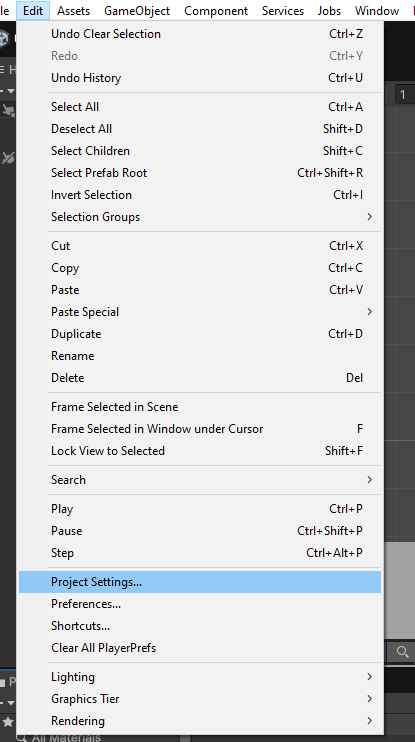 le Edit Assets GameObject Component Services Jobs Window
Undo Clear Selection Ctrl+Z
Redo Ctrl+Y
Undo History Ctrl+U
1
Select All Ctrl+A
Deselect All Shift+D
Select Children Shift+C
Select Prefab Root Ctrl+Shift+R
Invert Selection Ctrl+I
Selection Groups
Cut Ctrl+X
Copy Ctrl+C
Paste Ctrl+V
Paste Special
Duplicate Ctrl+D
Rename
Delete Del
Frame Selected in Scene
Frame Selected in Window under Cursor F
Lock View to Selected Shift+F
Search
Play Ctrl+P
Pause Ctrl+Shift+P
Step Ctrl+Alt+P
Project Settings...
Preferences...
Shortcuts...
Clear All PlayerPrefs
Lighting
P
Graphics Tier
Rendering
All Materials